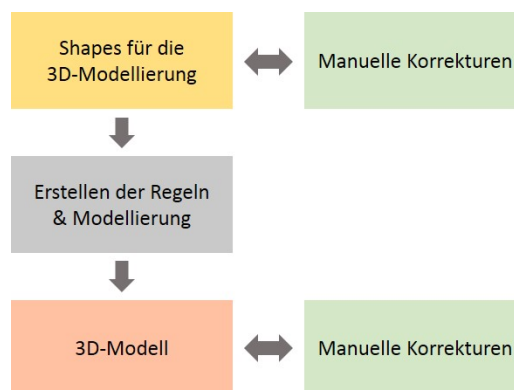 Shapes für die
3D-Modellierung
Manuelle Korrekturen
Erstellen der Regeln
& Modellierung
3D-Modell
Manuelle Korrekturen